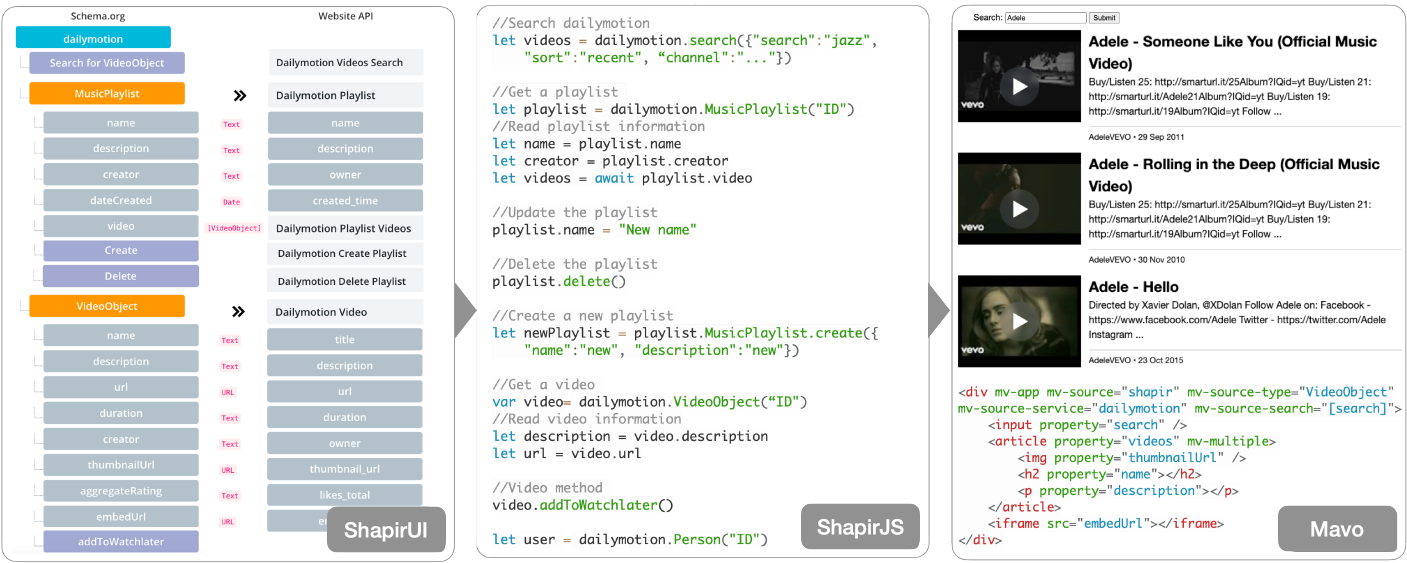 Schema.org Website API
dailymotion
Search for VideoObject Dailymotion Videos Search
MusicPlaylist Dailymotion Playlist
name Text name
description Text description
creator Text owner
dateCreated Date created_time
video [VideoObject] Dailymotion Playlist Videos
Create Dailymotion Create Playlist
Delete Dailymotion Delete Playlist
VideoObject Dailymotion Video
name Text title
description Text description
url URL url
duration Text duration
creator Text owner
thumbnailUrl URL thumbnail_url
aggregateRating Text likes_total
embedUrl URL
addToWatchlater
ShapirUI
//Search dailymotion
let videos = dailymotion.search({"search":"jazz",
"sort":"recent", “channel":"..."})
//Get a playlist
let playlist = dailymotion.MusicPlaylist("ID")
//Read playlist information
let name = playlist.name
let creator = playlist.creator
let videos = await playlist.video
//Update the playlist
playlist.name = "New name"
//Delete the playlist
playlist.delete()
//Create a new playlist
let newPlaylist = playlist.MusicPlaylist.create({
"name":"new", "description":"new"})
//Get a video
var video= dailymotion.VideoObject(“ID")
//Read video information
let description = video.description
let url = video.url
//Video method
video.addToWatchlater()
let user = dailymotion.Person("ID")
ShapirJS
Search: Adele Submit
Adele - Someone Like You (Official Music
Video)
Buy/Listen 25: http://smarturl.it/25Album?IQid=yt Buy/Listen 21:
http://smarturl.it/Adele21Album?IQid=yt Buy/Listen 19:
http://smarturl.it/19Album?IQid=yt Follow ...
vevo
AdeleVEVO • 29 Sep 2011
Adele - Rolling in the Deep (Official Music
Video)
Buy/Listen 25: http://smarturl.it/25Album?IQid=yt Buy/Listen 21:
http://smarturl.it/Adele21Album?IQid=yt Buy/Listen 19:
http://smarturl.it/19Album?IQid=yt Follow ...
vevo
AdeleVEVO • 30 Nov 2010
Adele - Hello
Directed by Xavier Dolan, @XDolan Follow Adele on: Facebook -
https://www.facebook.com/Adele Twitter - https://twitter.com/Adele
Instagram ...
vevo
AdeleVEVO • 23 Oct 2015
<div mv-app mv-source="shapir" mv-source-type="VideoObject"
mv-source-service="dailymotion" mv-source-search="[search]">
<input property="search" />
<article property="videos" mv-multiple>
<img property="thumbnailUrl" />
<h2 property="name"></h2>
<p property="description"></p>
</article>
<iframe src="embedUrl"></iframe>
</div>
Mavo